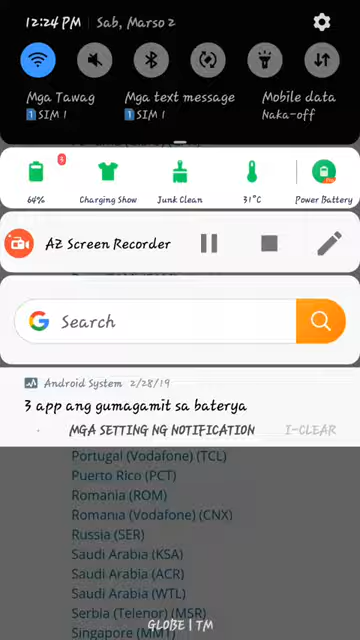 12:24 PM | Sab, Marso 2
Mga Tawag
1 SIM 1
Mga text message
1 SIM 1
Mobile data
Naka-off
64%
Charging Show
Junk Clean
31°C
Power Battery
AZ Screen Recorder
Search
Android System 2/28/19
3 app ang gumagamit sa baterya
MGA SETTING NG NOTIFICATION
I-CLEAR
Portugal (Vodafone) (TCL)
Puerto Rico (PCT)
Romania (ROM)
Romania (Vodafone) (CNX)
Russia (SER)
Saudi Arabia (KSA)
Saudi Arabia (ACR)
Saudi Arabia (WTL)
Serbia (Telenor) (MSR)
Singapore (MM1)
GLOBE | TM